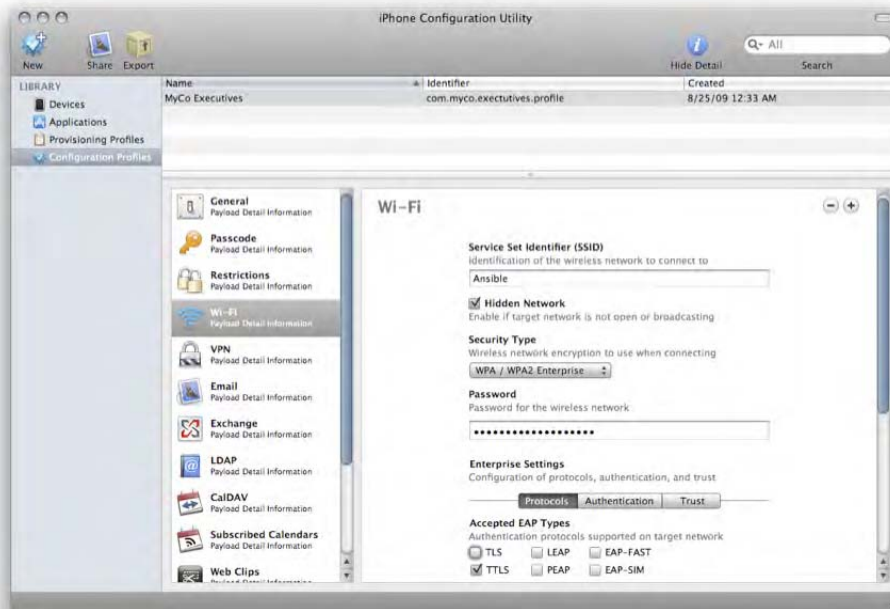 iPhone Configuration Utility
New
Share
Export
Hide Detail
All
Search
LIBRARY
Devices
Applications
Provisioning Profiles
Configuration Profiles
Name
Identifier
Created
MyCo Executives
com.myco.exectutives.profile
8/25/09 12:33 AM
General
Payload Detail Information
Passcode
Payload Detail Information
Restrictions
Payload Detail Information
Wi-Fi
Payload Detail Information
VPN
Payload Detail Information
Email
Payload Detail Information
Exchange
Payload Detail Information
LDAP
Payload Detail Information
CalDAV
Payload Detail Information
Subscribed Calendars
Payload Detail Information
Web Clips
Wi-Fi
Service Set Identifier (SSID)
Identification of the wireless network to connect to
Ansible
Hidden Network
Enable if target network is not open or broadcasting
Security Type
Wireless network encryption to use when connecting
WPA / WPA2 Enterprise
Password
Password for the wireless network
•••••••••••••••••••
Enterprise Settings
Configuration of protocols, authentication, and trust
Protocols
Authentication
Trust
Accepted EAP Types
Authentication protocols supported on target network
TLS
LEAP
EAP-FAST
TTLS
PEAP
EAP-SIM